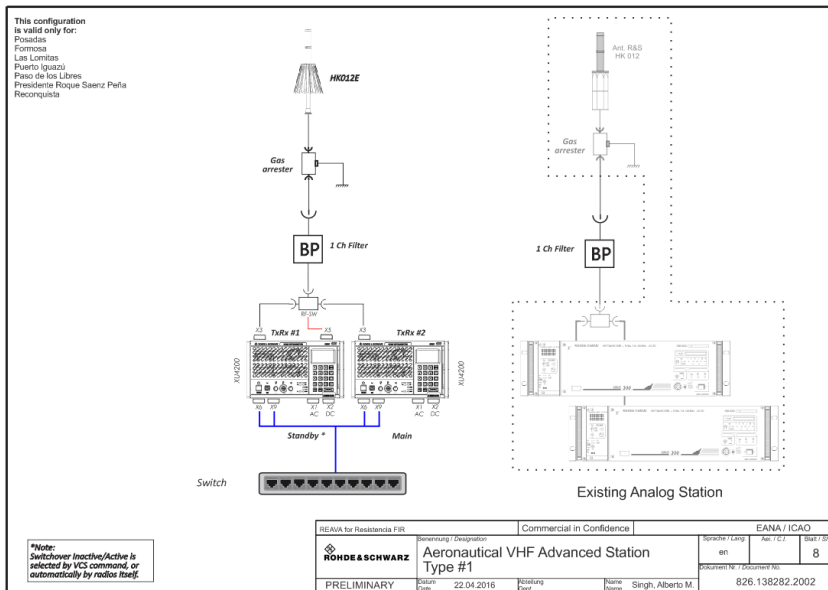 This configuration
is valid only for:
Posadas
Formosa
Las Lomitas
Puerto Iguazú
Paso de los Libres
Presidente Roque Saenz Peña
Reconquista
HK012E
Ant. R&S
HK 012
Gas
arrester
Gas
arrester
BP
1 Ch Filter
1 Ch Filter
BP
RF-SW
X3
TxRx #1
X5
X3
TxRx #2
XU4200
XU4200
X6 X9 X1 X2
AC DC
X6 X9 X1 X2
AC DC
Standby *
Main
Switch
Existing Analog Station
*Note:
Switchover Inactive/Active is
selected by VCS command, or
automatically by radios itself.
REAVA for Resistencia FIR
Commercial in Confidence
EANA / ICAO
ROHDE & SCHWARZ
Benennung / Designation
Aeronautical VHF Advanced Station
Type #1
Sprache / Lang.
en
Aei. / C.I.
Blatt / Sh
8
Dokument Nr. / Document No.
826.138282.2002
PRELIMINARY
Datum
Date
22.04.2016
Abteilung
Dept.
Name
Name
Singh, Alberto M.